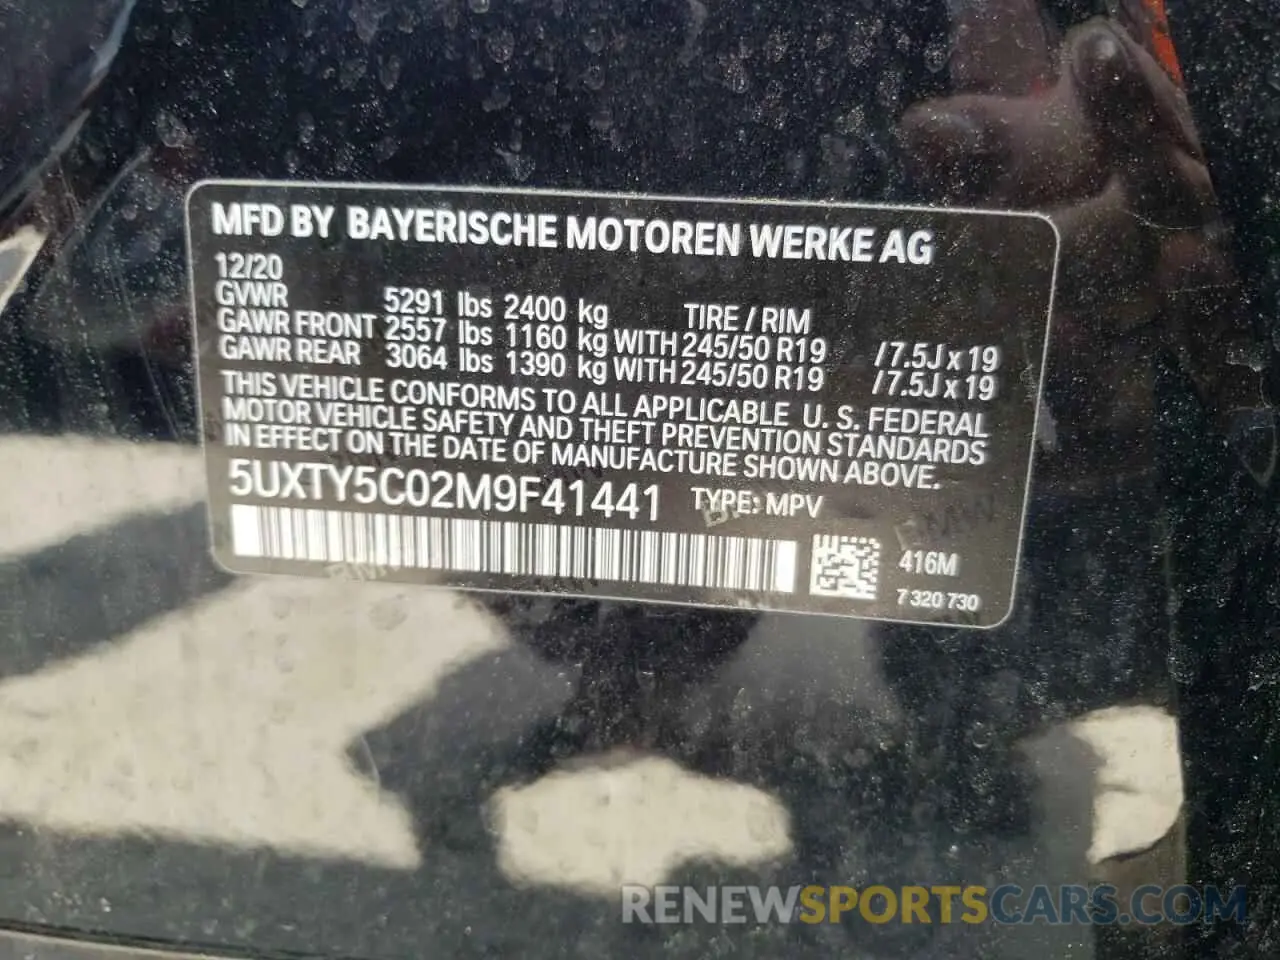 MFD BY BAYERISCHE MOTOREN WERKE AG
12/20
GVWR 5291 lbs 2400 kg TIRE / RIM
GAWR FRONT 2557 lbs 1160 kg WITH 245/50 R19 / 7.5J x 19
GAWR REAR 3064 lbs 1390 kg WITH 245/50 R19 / 7.5J x 19
THIS VEHICLE CONFORMS TO ALL APPLICABLE U. S. FEDERAL
MOTOR VEHICLE SAFETY AND THEFT PREVENTION STANDARDS
IN EFFECT ON THE DATE OF MANUFACTURE SHOWN ABOVE.
5UXTY5C02M9F41441 TYPE: MPV
416M
7 320 730
RENEWSPORTSCARS.COM